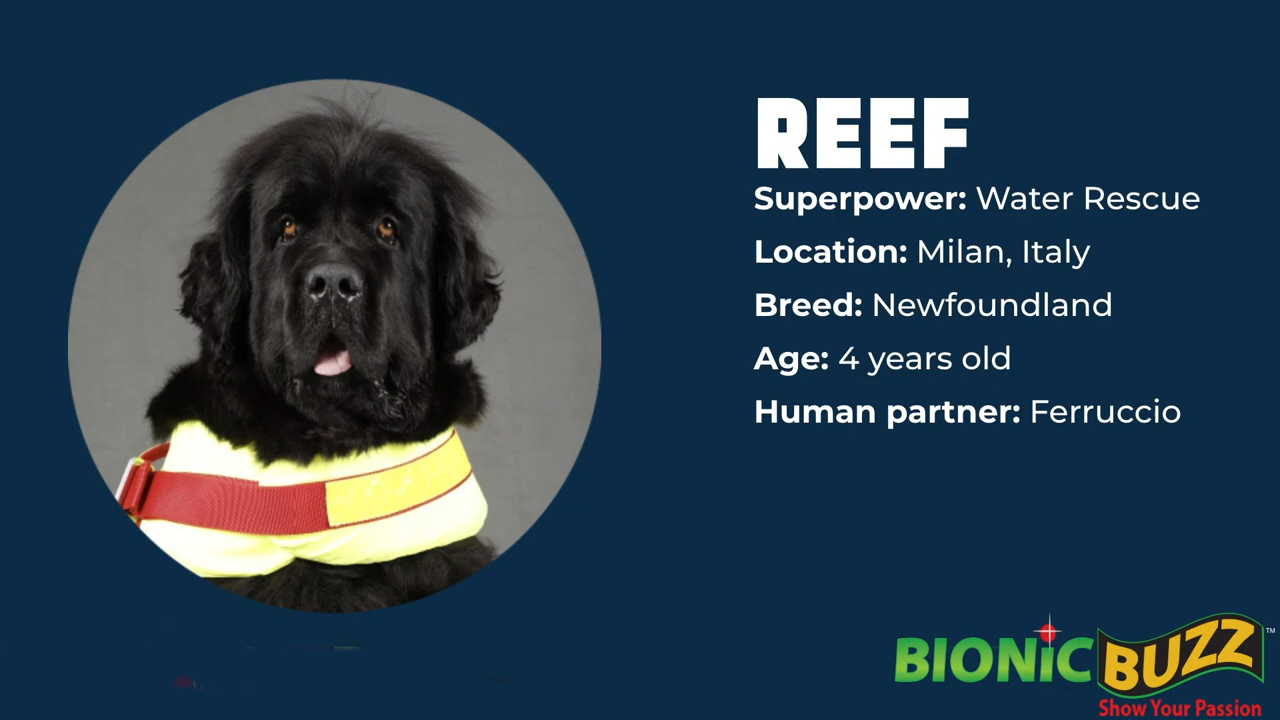 REEF
Superpower: Water Rescue
Location: Milan, Italy
Breed: Newfoundland
Age: 4 years old
Human partner: Ferruccio
BIONiC BUZZ ™
Show Your Passion